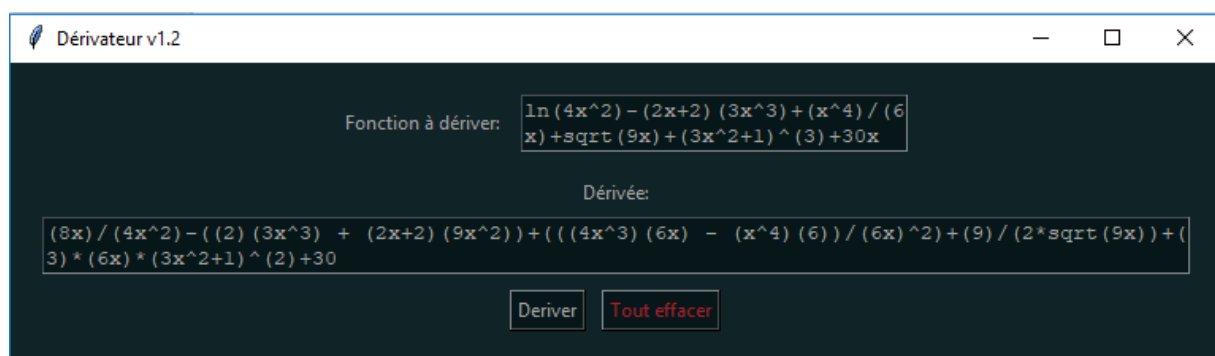 Dérivateur v1.2
Fonction à dériver:
ln(4x^2)-(2x+2)(3x^3)+(x^4)/(6
x)+sqrt(9x)+(3x^2+1)^(3)+30x
Dérivée:
(8x)/(4x^2)-((2)(3x^3) + (2x+2)(9x^2))+(((4x^3)(6x) - (x^4)(6))/(6x)^2)+(9)/(2*sqrt(9x))+(
3)*(6x)*(3x^2+1)^(2)+30
Deriver Tout effacer